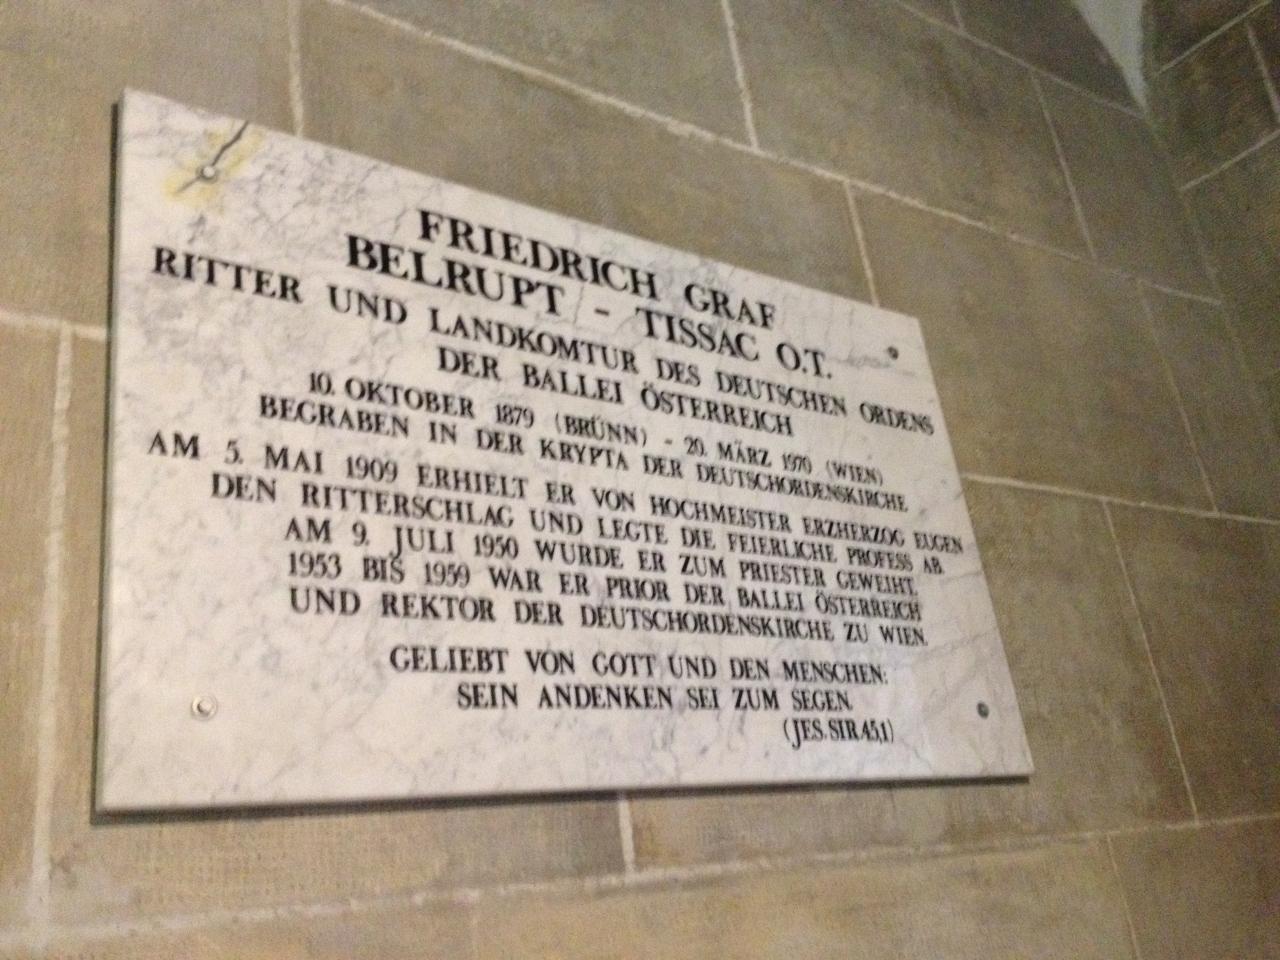 FRIEDRICH GRAF
BELRUPT - TISSAC O.T.
RITTER UND LANDKOMTUR DES DEUTSCHEN ORDENS
DER BALLEI ÖSTERREICH
10. OKTOBER 1879 (BRÜNN) - 20. MÄRZ 1970 (WIEN)
BEGRABEN IN DER KRYPTA DER DEUTSCHORDENSKIRCHE
AM 5. MAI 1909 ERHIELT ER VON HOCHMEISTER ERZHERZOG EUGEN
DEN RITTERSCHLAG UND LEGTE DIE FEIERLICHE PROFESS AB.
AM 9. JULI 1950 WURDE ER ZUM PRIESTER GEWEIHT.
1953 BIS 1959 WAR ER PRIOR DER BALLEI ÖSTERREICH
UND REKTOR DER DEUTSCHORDENSKIRCHE ZU WIEN.
GELIEBT VON GOTT UND DEN MENSCHEN:
SEIN ANDENKEN SEI ZUM SEGEN.
(JES.SIR.45,1)